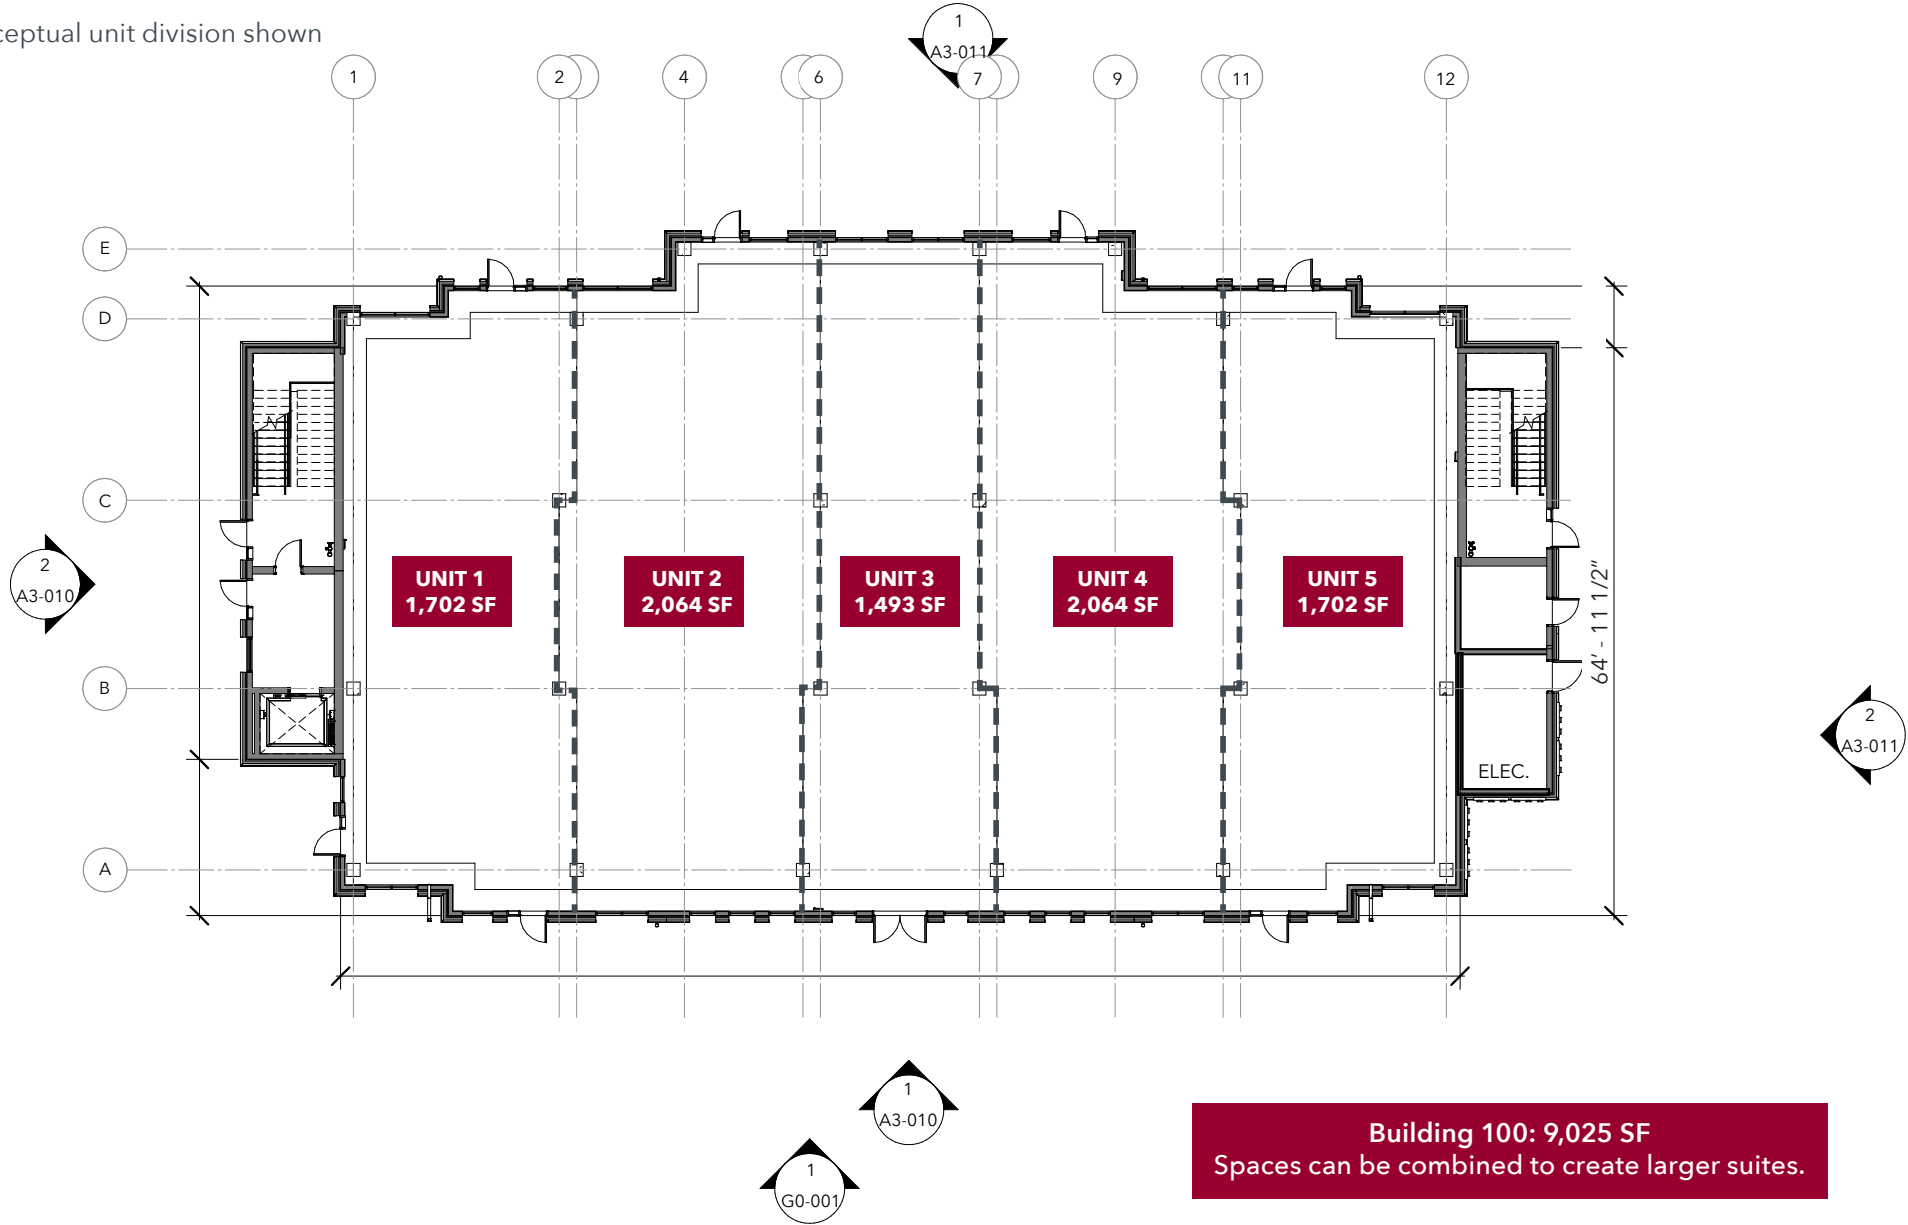 ceptual unit division shown
1
A3-011
1
2
4
6
7
9
11
12
E
D
C
B
A
2
A3-010
UNIT 1
1,702 SF
UNIT 2
2,064 SF
UNIT 3
1,493 SF
UNIT 4
2,064 SF
UNIT 5
1,702 SF
64' - 11 1/2"
2
A3-011
ELEC.
1
A3-010
1
G0-001
Building 100: 9,025 SF
Spaces can be combined to create larger suites.